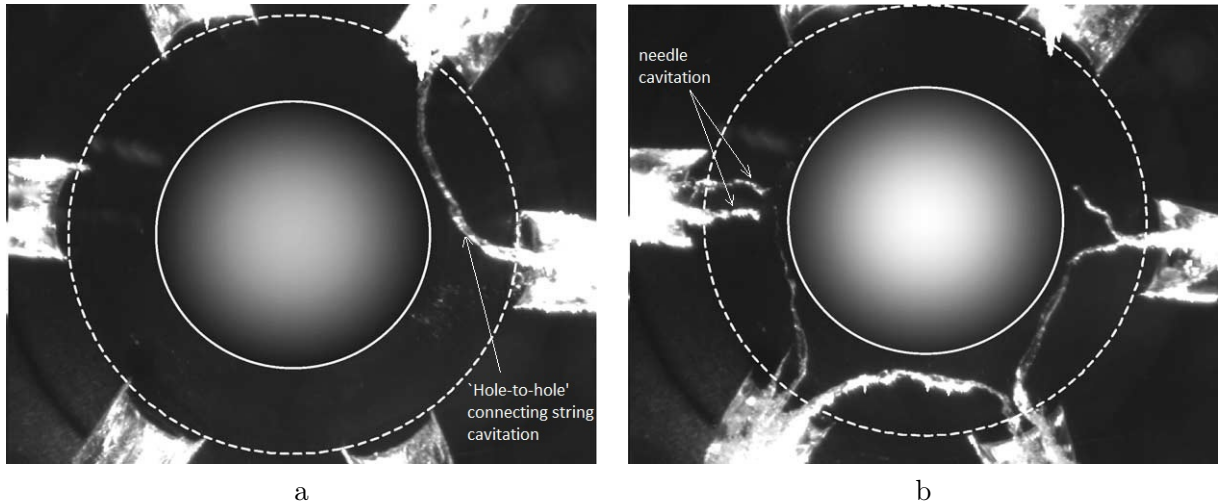 needle
cavitation
`Hole-to-hole'
connecting string
cavitation
a
b